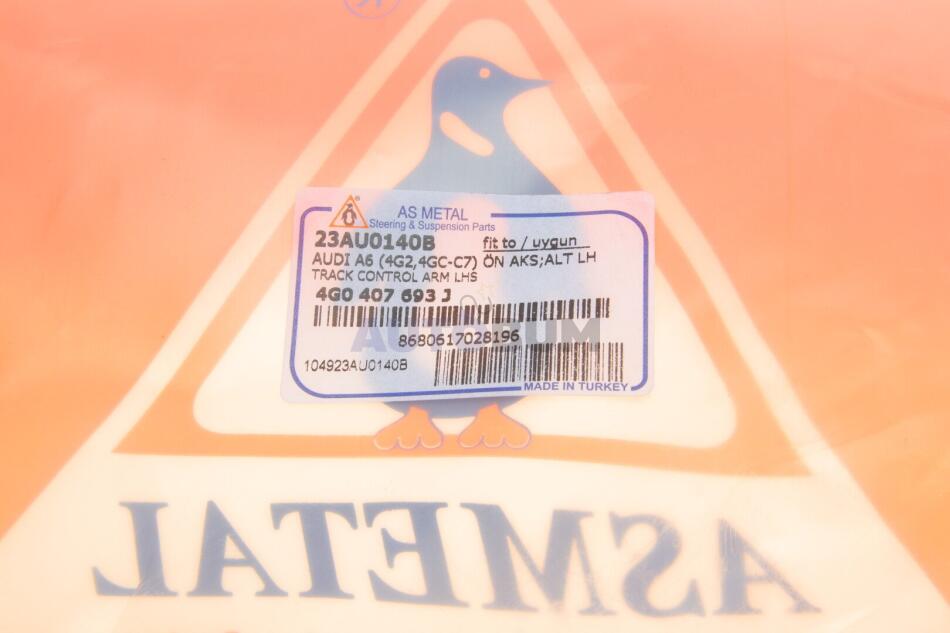 AS METAL
Steering & Suspension Parts
23AU0140B fit to / uygun
AUDI A6 (4G2,4GC-C7) ÖN AKS;ALT LH
TRACK CONTROL ARM LHS
4G0 407 693 J
8680617028196
104923AU0140B
MADE IN TURKEY
ASMETAL